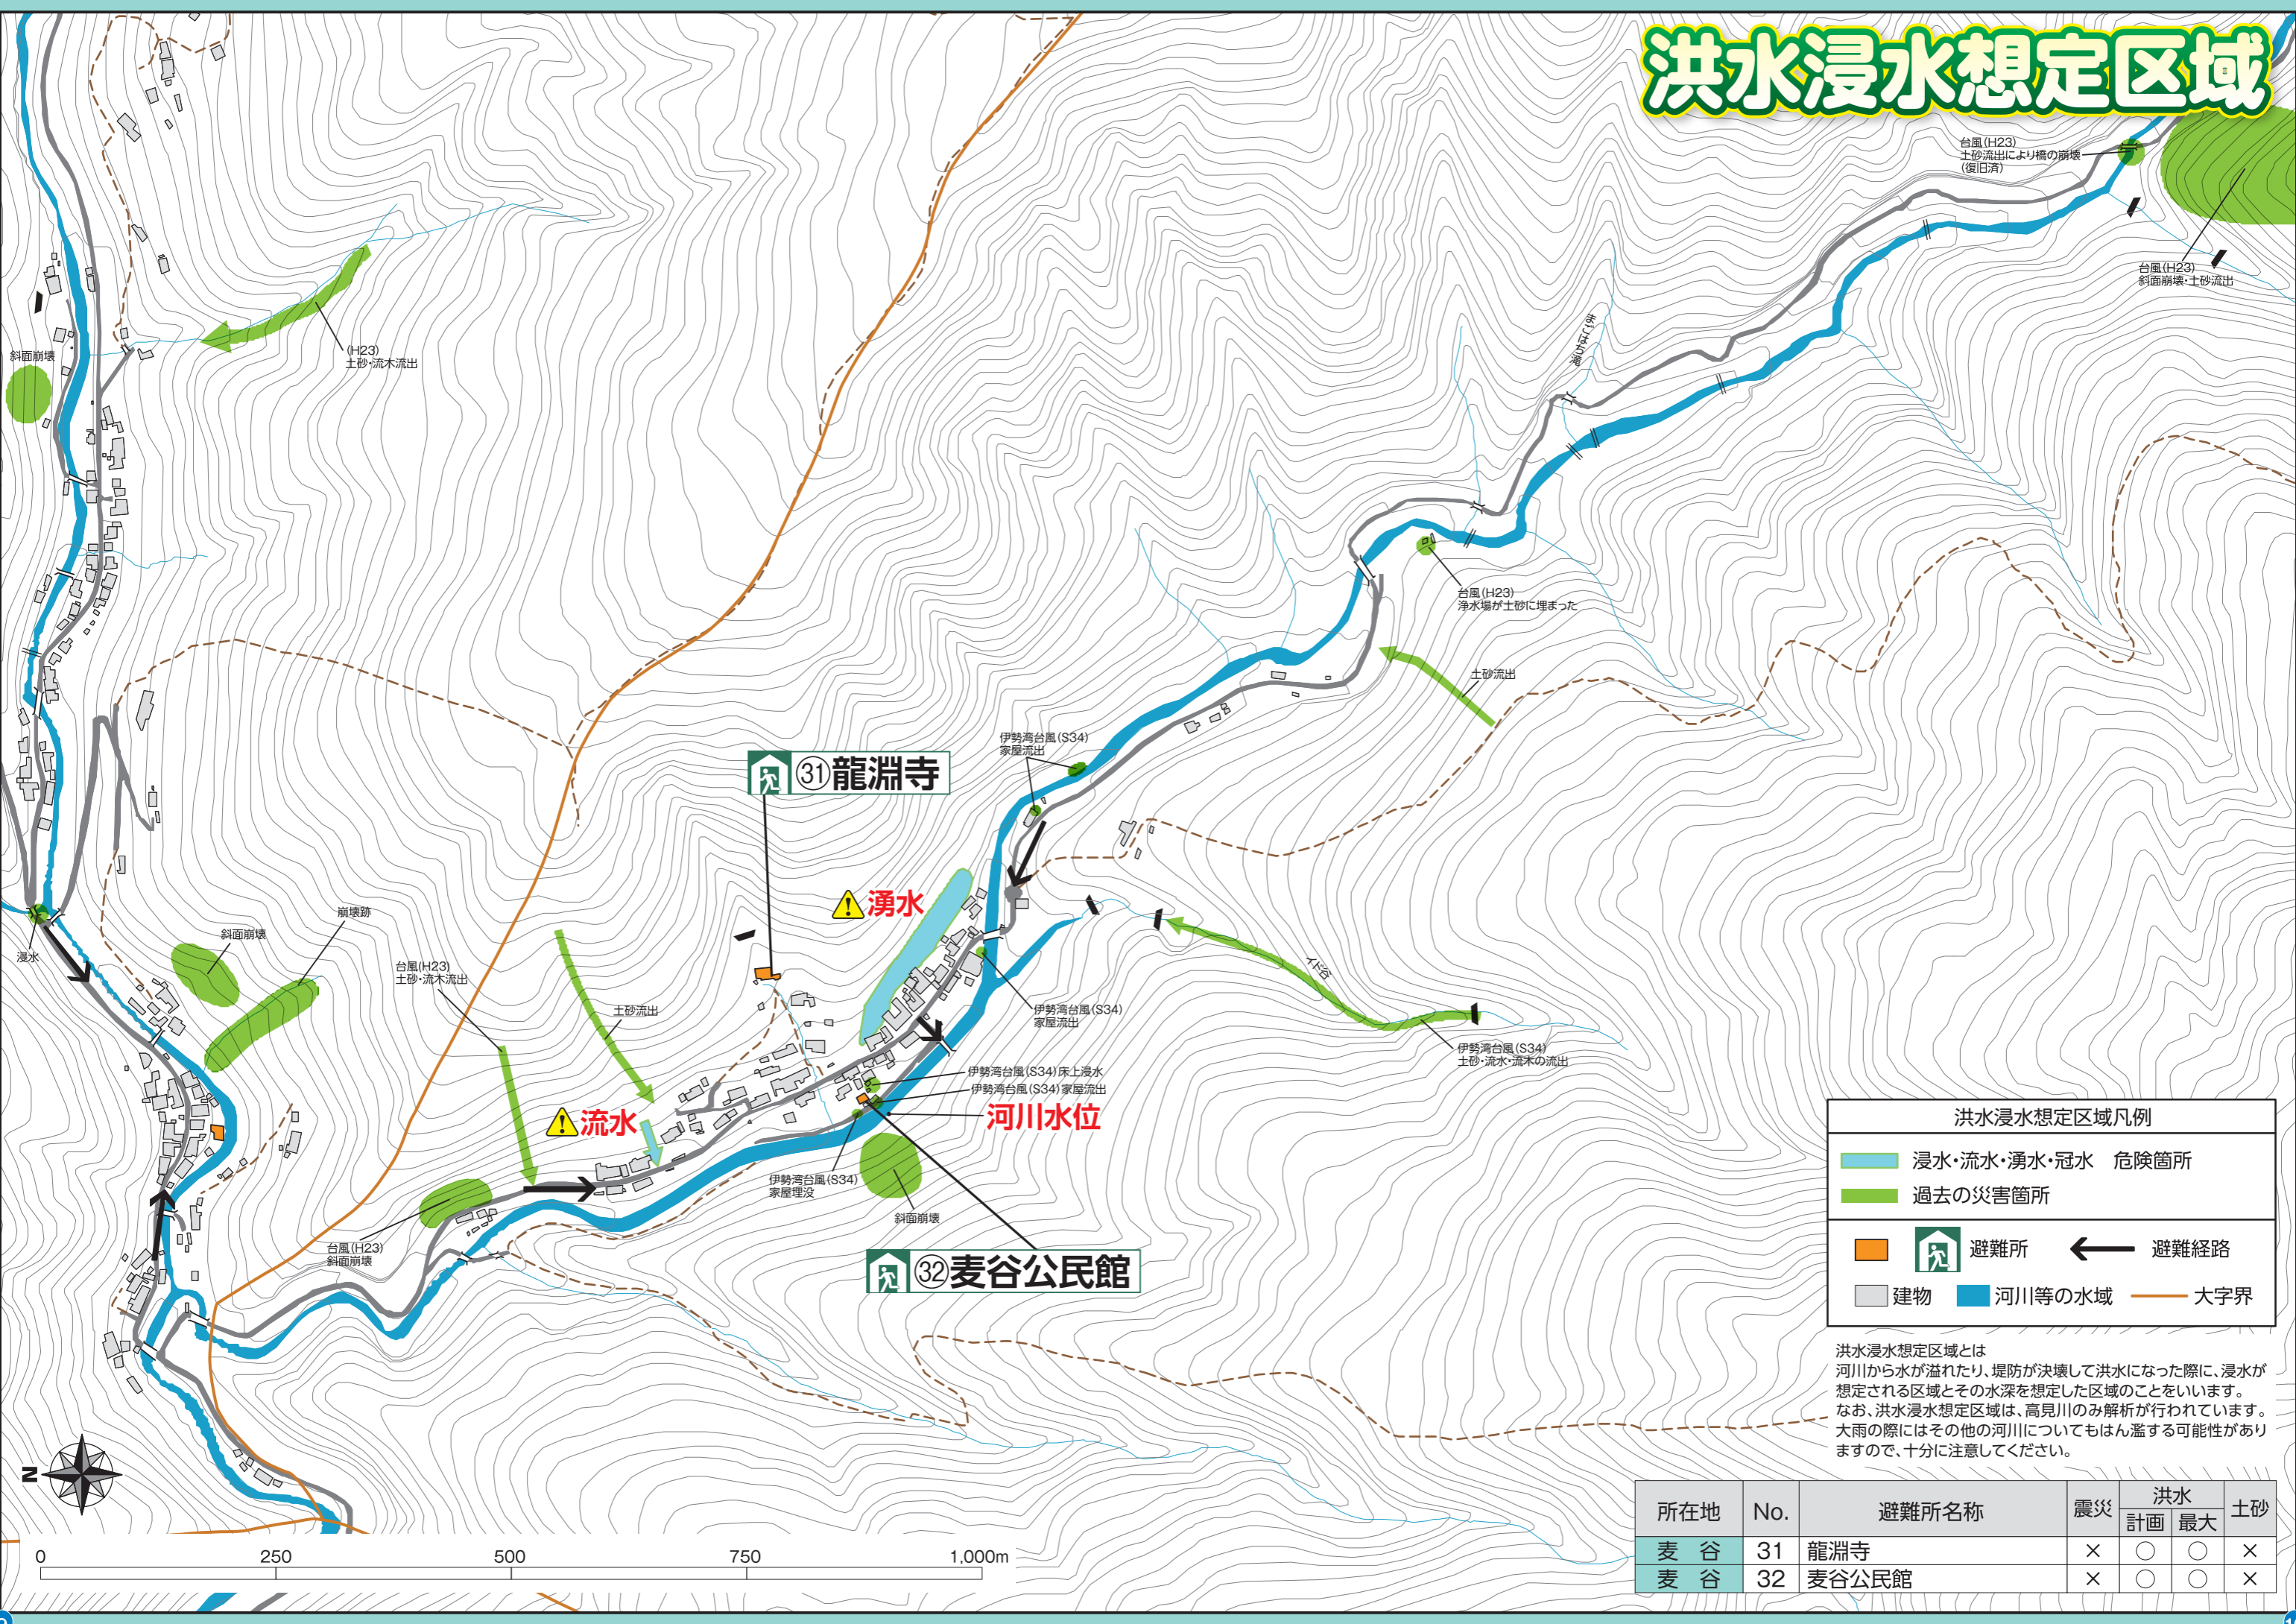 洪水浸水想定区域
台風(H23)
土砂流出により橋の崩壊
(復旧済)
台風(H23)
斜面崩壊・土砂流出
まごはち滝
斜面崩壊
(H23)
土砂・流木流出
台風(H23)
浄水場が土砂に埋まった
土砂流出
伊勢湾台風(S34)
家屋流出
㉛龍淵寺
湧水
崩壊跡
斜面崩壊
浸水
台風(H23)
土砂・流木流出
土砂流出
イド谷
伊勢湾台風(S34)
家屋流出
伊勢湾台風(S34)
土砂・流水・流木の流出
伊勢湾台風(S34)床上浸水
伊勢湾台風(S34)家屋流出
河川水位
流水
伊勢湾台風(S34)
家屋埋没
斜面崩壊
台風(H23)
斜面崩壊
㉜麦谷公民館
洪水浸水想定区域凡例
浸水・流水・湧水・冠水 危険箇所
過去の災害箇所
避難所 避難経路
建物 河川等の水域 大字界
洪水浸水想定区域とは
河川から水が溢れたり、堤防が決壊して洪水になった際に、浸水が
想定される区域とその水深を想定した区域のことをいいます。
なお、洪水浸水想定区域は、高見川のみ解析が行われています。
大雨の際にはその他の河川についてもはん濫する可能性があり
ますので、十分に注意してください。
N
0 250 500 750 1,000m
所在地 No. 避難所名称 震災 洪水 土砂
計画 最大
麦谷 31 龍淵寺 × ○ ○ ×
麦谷 32 麦谷公民館 × ○ ○ ×